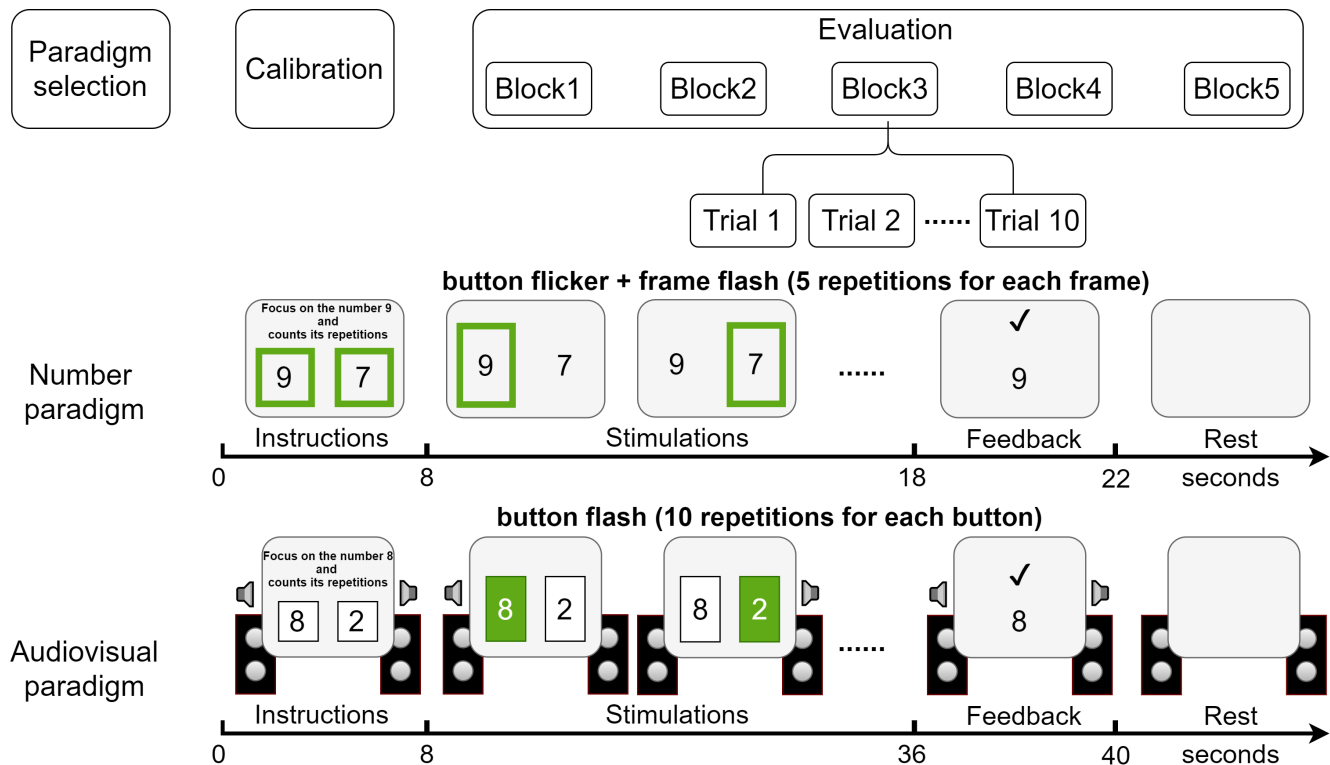 Paradigm
selection
Calibration
Evaluation
Block1
Block2
Block3
Block4
Block5
Trial 1
Trial 2
......
Trial 10
button flicker + frame flash (5 repetitions for each frame)
Number
paradigm
Focus on the number 9
and
counts its repetitions
9 7
9 7
9 7
......
✓
9
Instructions
Stimulations
Feedback
Rest
0
8
18
22
seconds
button flash (10 repetitions for each button)
Audiovisual
paradigm
Focus on the number 8
and
counts its repetitions
8 2
8 2
8 2
......
✓
8
Instructions
Stimulations
Feedback
Rest
0
8
36
40
seconds